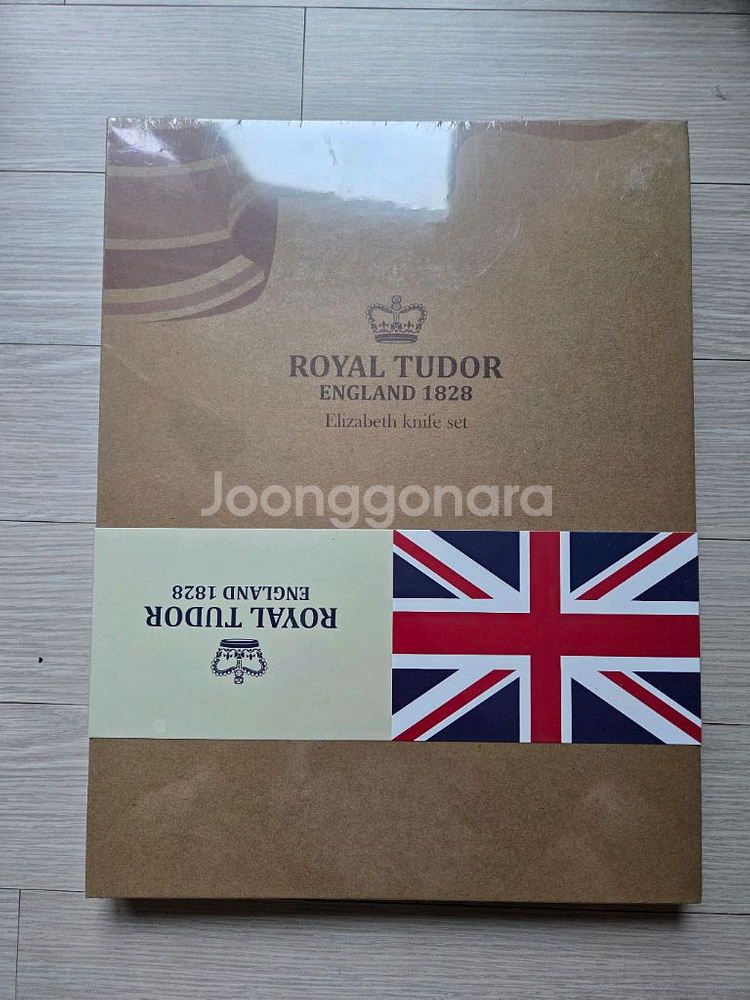 ROYAL TUDOR
ENGLAND 1828
Elizabeth knife set
Joonggonara
ROYAL TUDOR
ENGLAND 1828